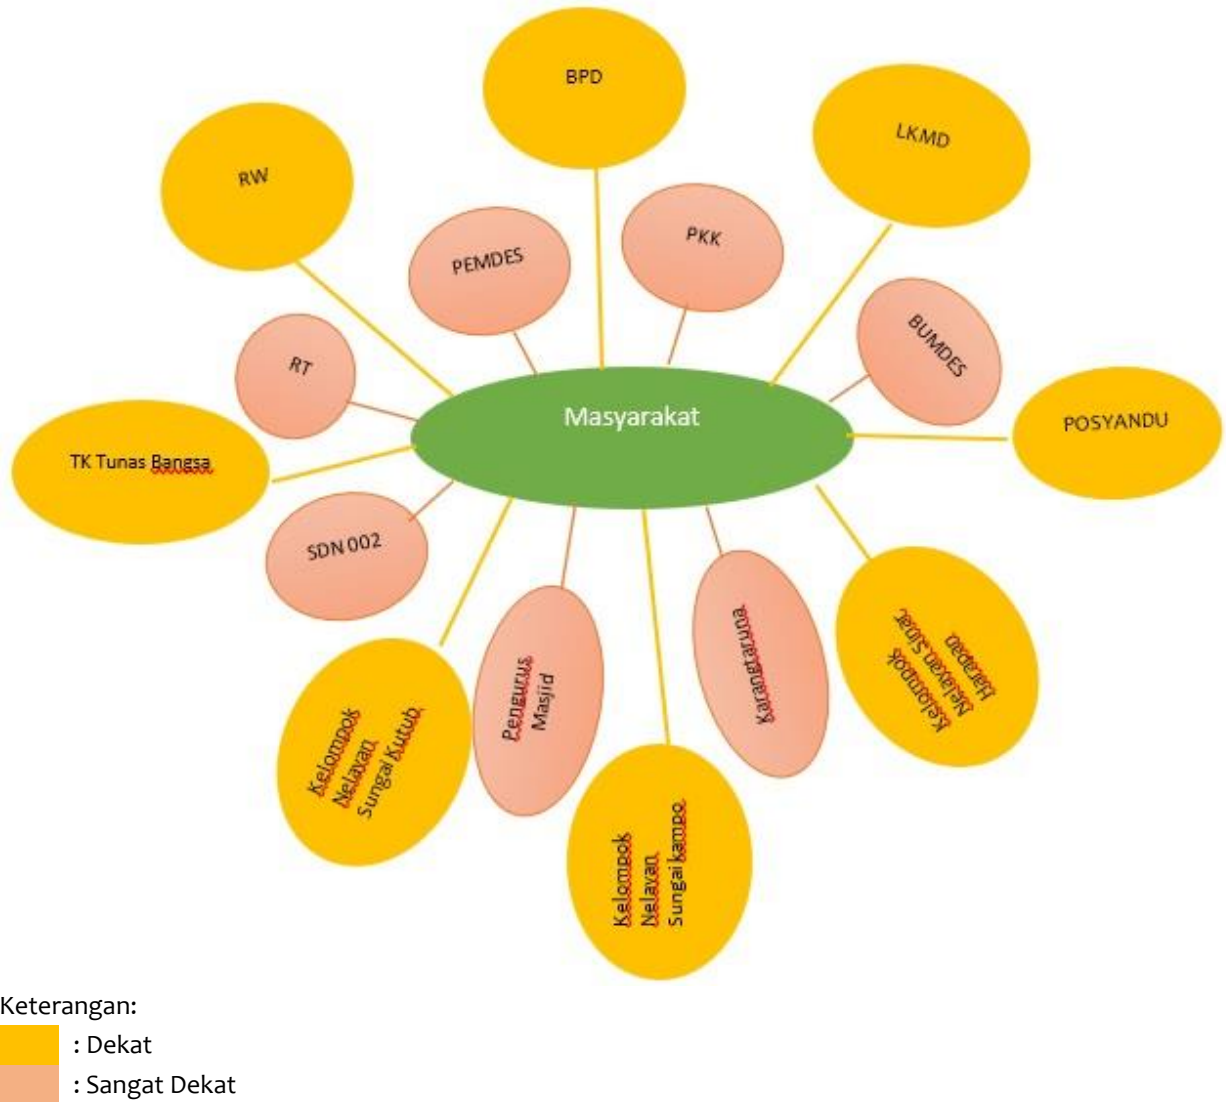 BPD
LKMD
RW
PKK
PEMDES
BUMDES
RT
Masyarakat
POSYANDU
TK Tunas Bangsa
SDN 002
Kelompok
Nelayan Sinar
Harapan
Karangtaruna
Pengurus
Masjid
Kelompok
Nelayan
Sungai Kutub
Kelompok
Nelayan
Sungai kampo
Keterangan:
: Dekat
: Sangat Dekat